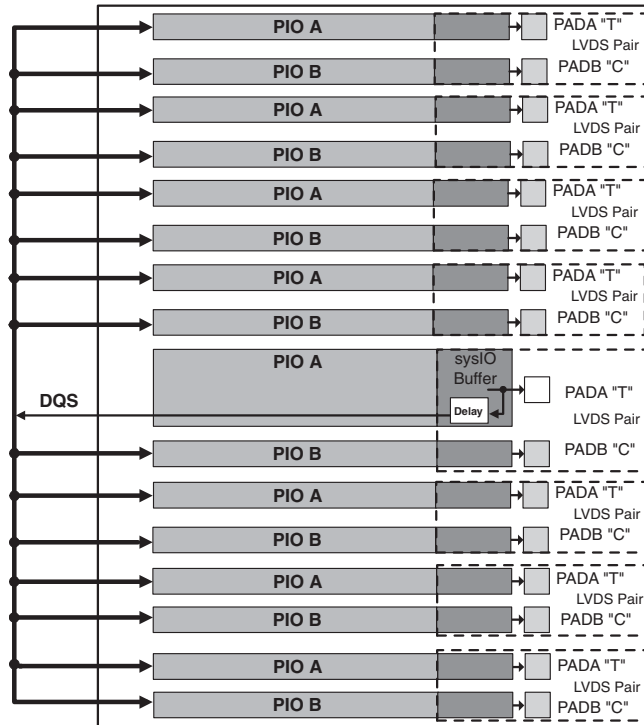 PIO A
PADA "T"
LVDS Pair
PIO B
PADB "C"
PIO A
PADA "T"
LVDS Pair
PIO B
PADB "C"
PIO A
PADA "T"
LVDS Pair
PIO B
PADB "C"
PIO A
PADA "T"
LVDS Pair
PIO B
PADB "C"
PIO A
sysIO
Buffer
PADA "T"
DQS
Delay
LVDS Pair
PIO B
PADB "C"
PIO A
PADA "T"
LVDS Pair
PIO B
PADB "C"
PIO A
PADA "T"
LVDS Pair
PIO B
PADB "C"
PIO A
PADA "T"
LVDS Pair
PIO B
PADB "C"